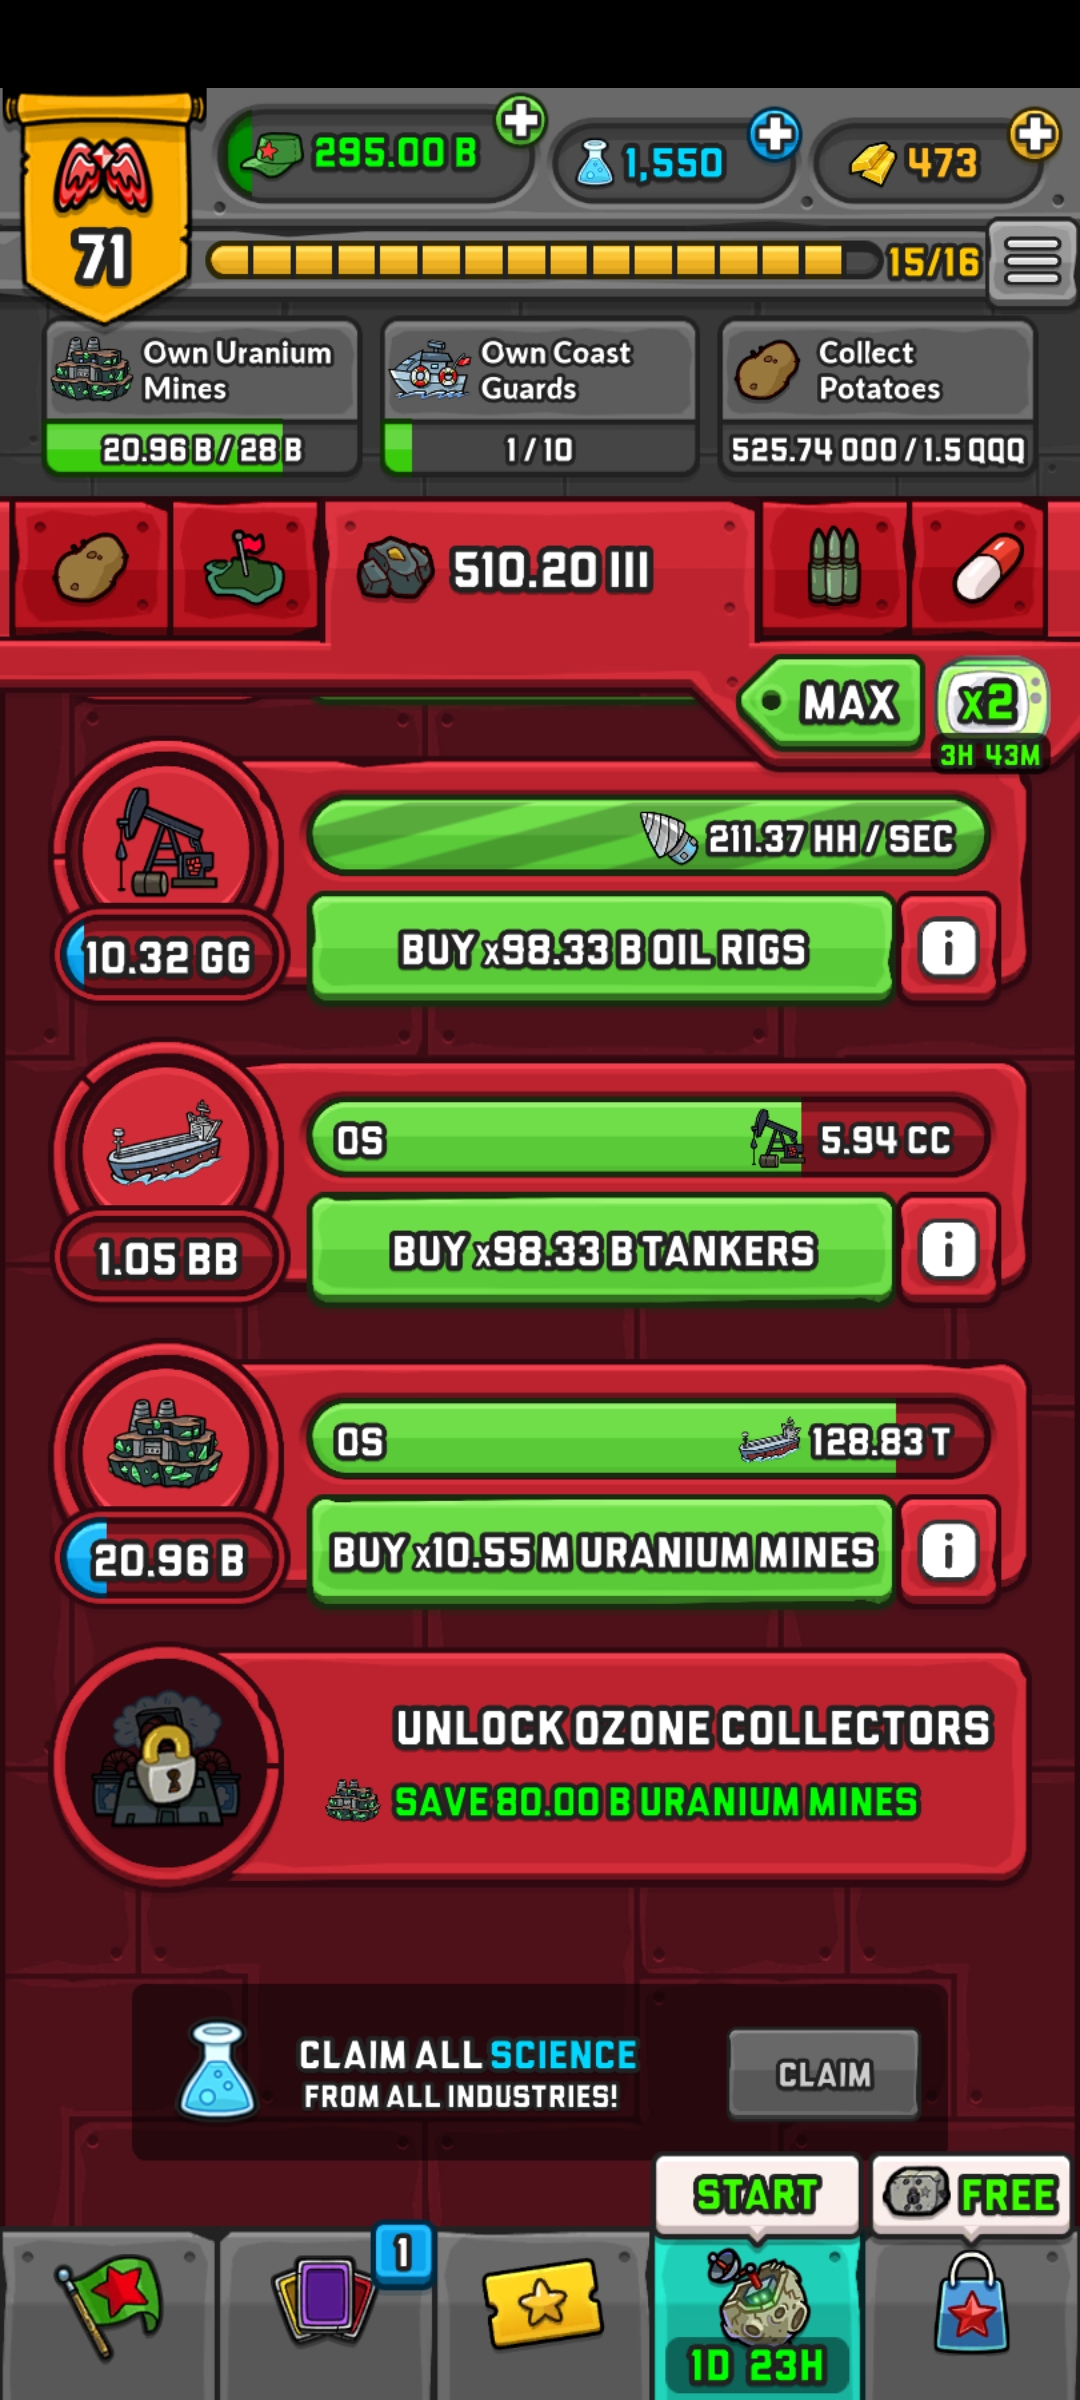 295.00 B
1,550
473
71
15/16
Own Uranium
Mines
20.96 B / 28 B
Own Coast
Guards
1 / 10
Collect
Potatoes
525.74 OOO / 1.5 QQQ
510.20 III
MAX
x2
3H 43M
211.37 HH / SEC
10.32 GG
BUY x98.33 B OIL RIGS
i
0S
5.94 CC
1.05 BB
BUY x98.33 B TANKERS
i
0S
128.83 T
20.96 B
BUY x10.55 M URANIUM MINES
i
UNLOCK OZONE COLLECTORS
SAVE 80.00 B URANIUM MINES
CLAIM ALL SCIENCE
FROM ALL INDUSTRIES!
CLAIM
START
FREE
1
1D 23H